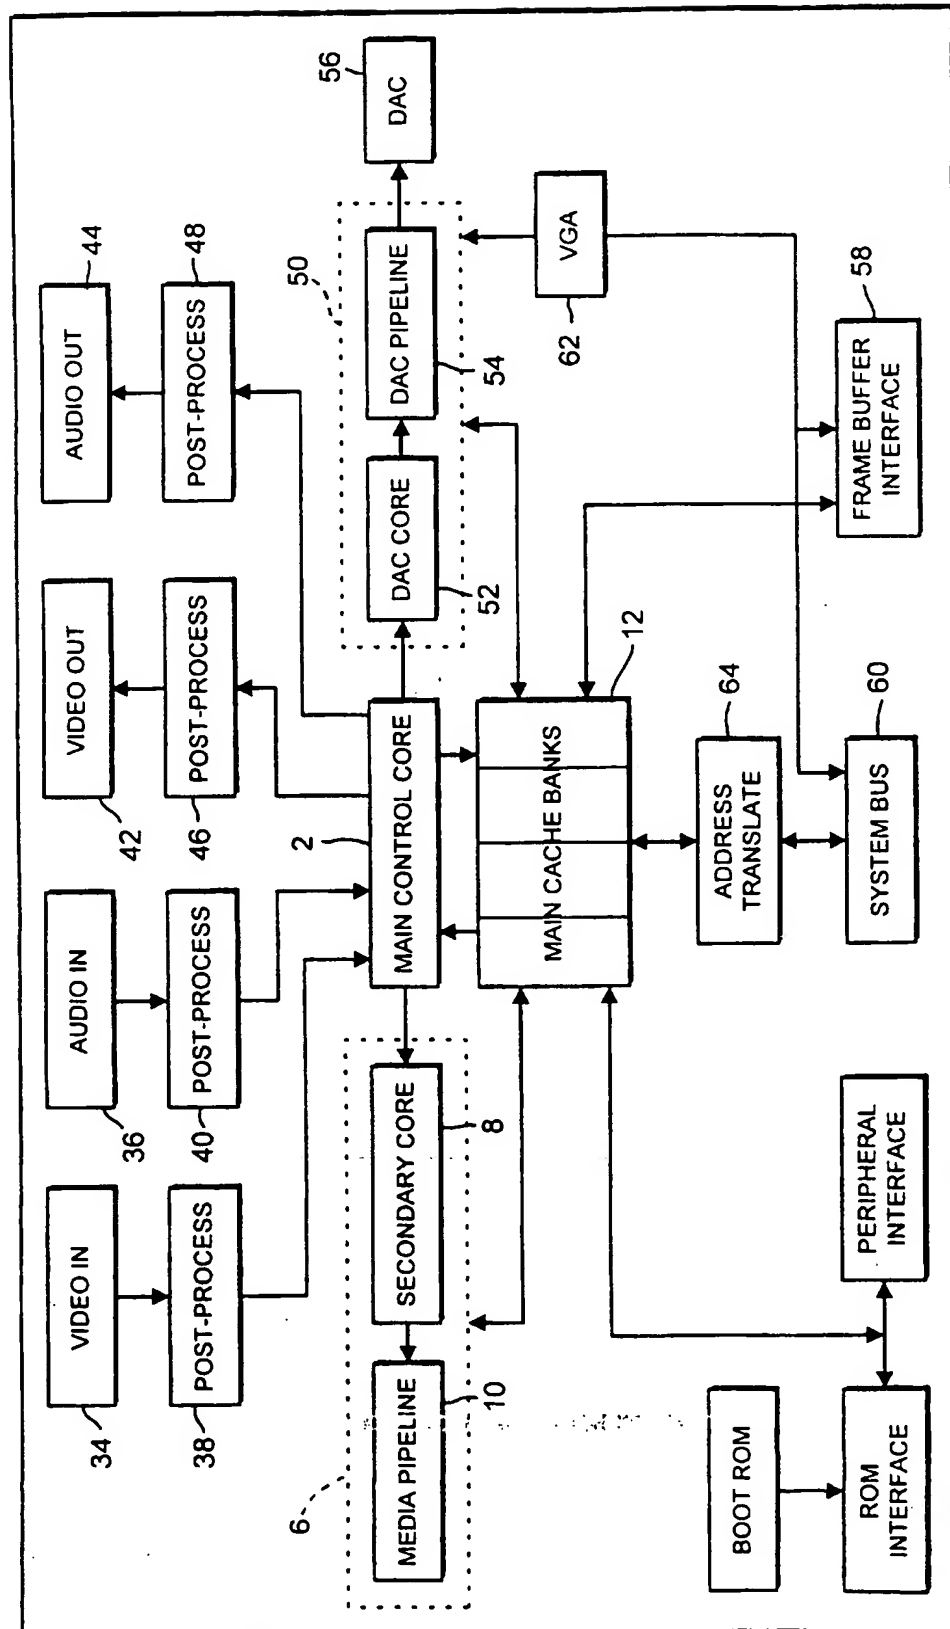 VIDEO IN
34
AUDIO IN
36
VIDEO OUT
42
AUDIO OUT
44
POST-PROCESS
38
POST-PROCESS
40
POST-PROCESS
46
POST-PROCESS
48
6
MEDIA PIPELINE
10
SECONDARY CORE
8
2
MAIN CONTROL CORE
50
DAC CORE
52
DAC PIPELINE
54
DAC
56
MAIN CACHE BANKS
12
VGA
62
BOOT ROM
ADDRESS
TRANSLATE
64
ROM
INTERFACE
PERIPHERAL
INTERFACE
SYSTEM BUS
60
FRAME BUFFER
INTERFACE
58